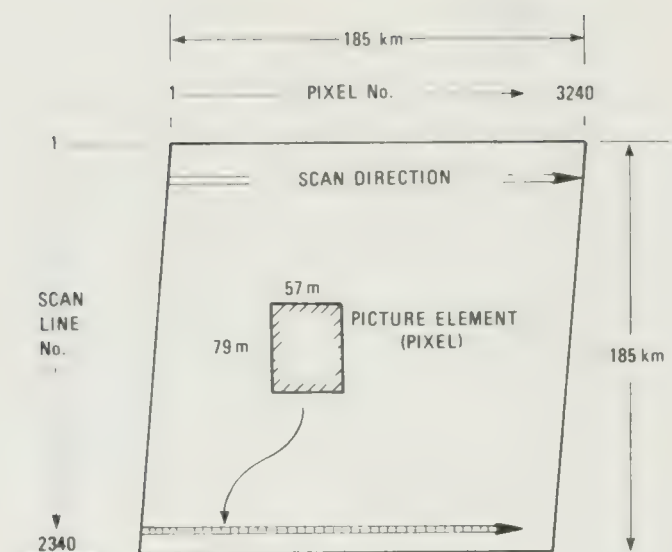 185 km
1 PIXEL No. 3240
1
SCAN DIRECTION
57 m
SCAN
LINE
No.
79 m
PICTURE ELEMENT
(PIXEL)
185 km
2340